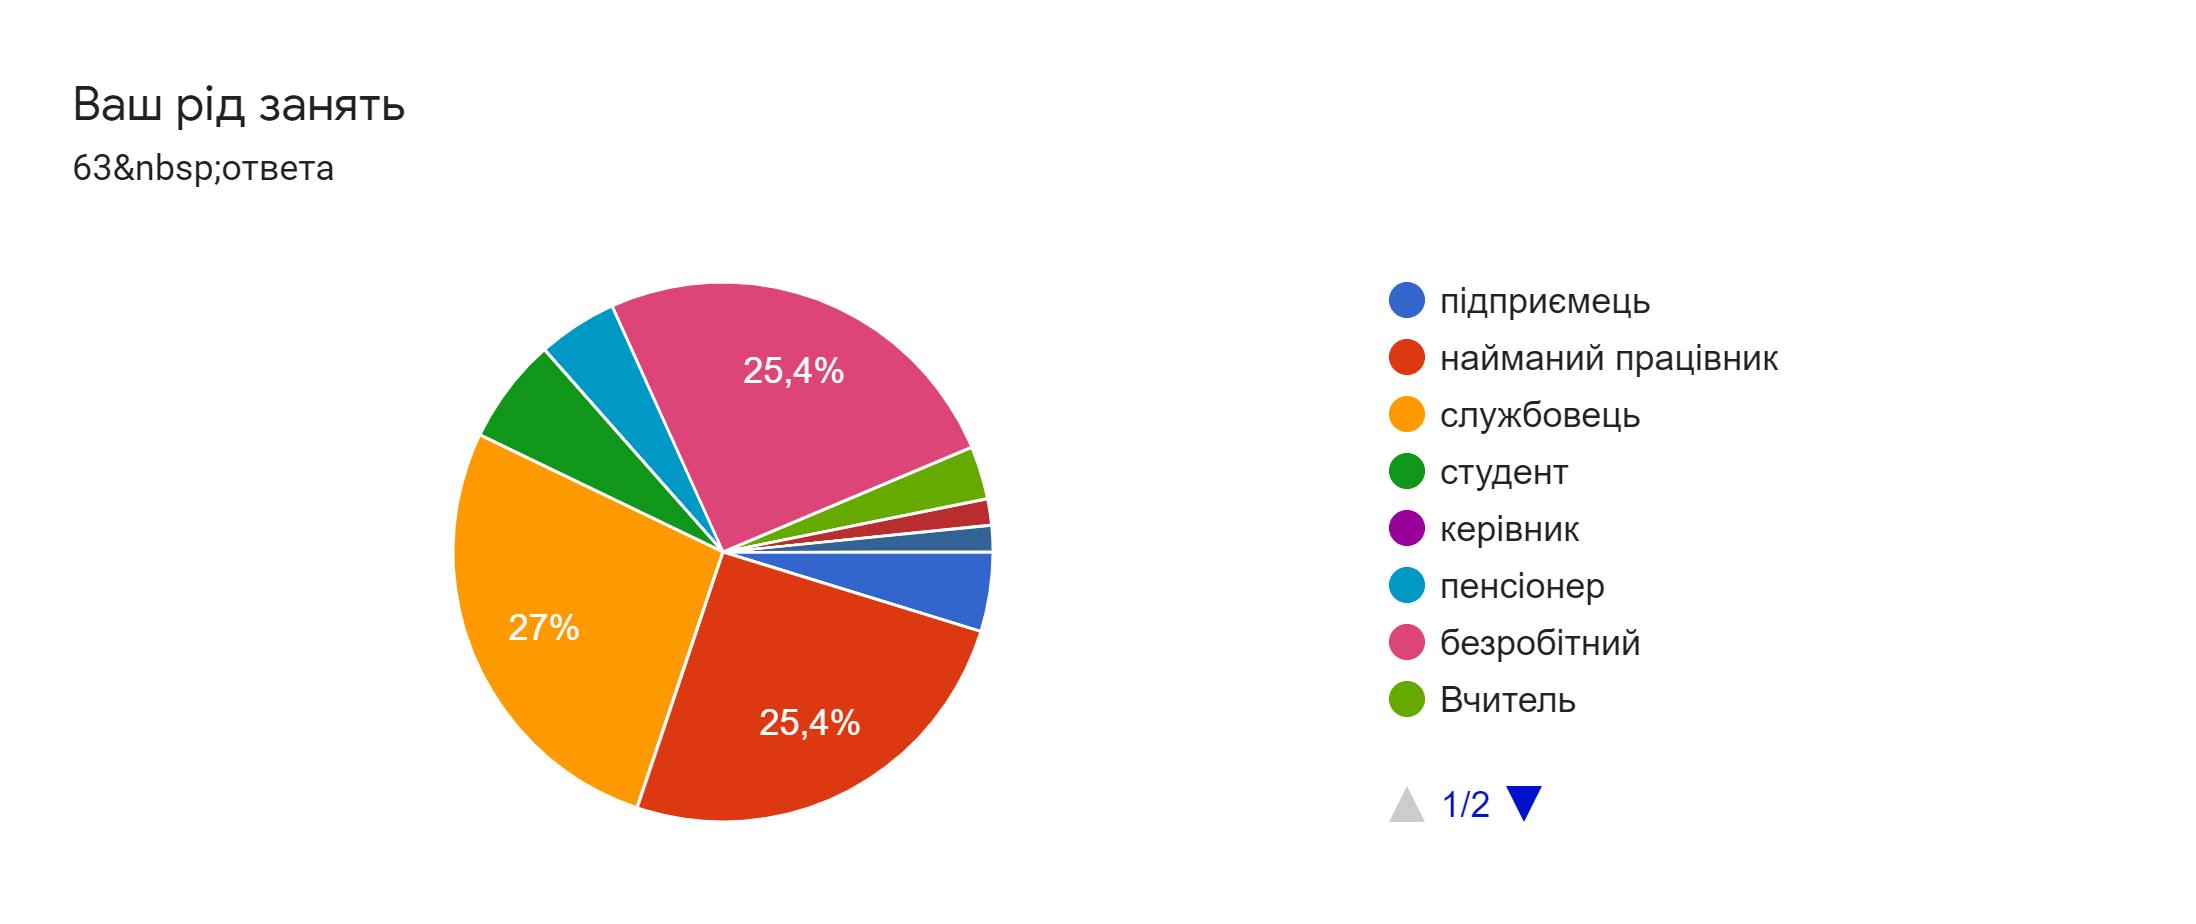 Ваш рід занять
63&nbsp;ответа
25,4%
27%
25,4%
підприємець
найманий працівник
службовець
студент
керівник
пенсіонер
безробітний
Вчитель
1/2